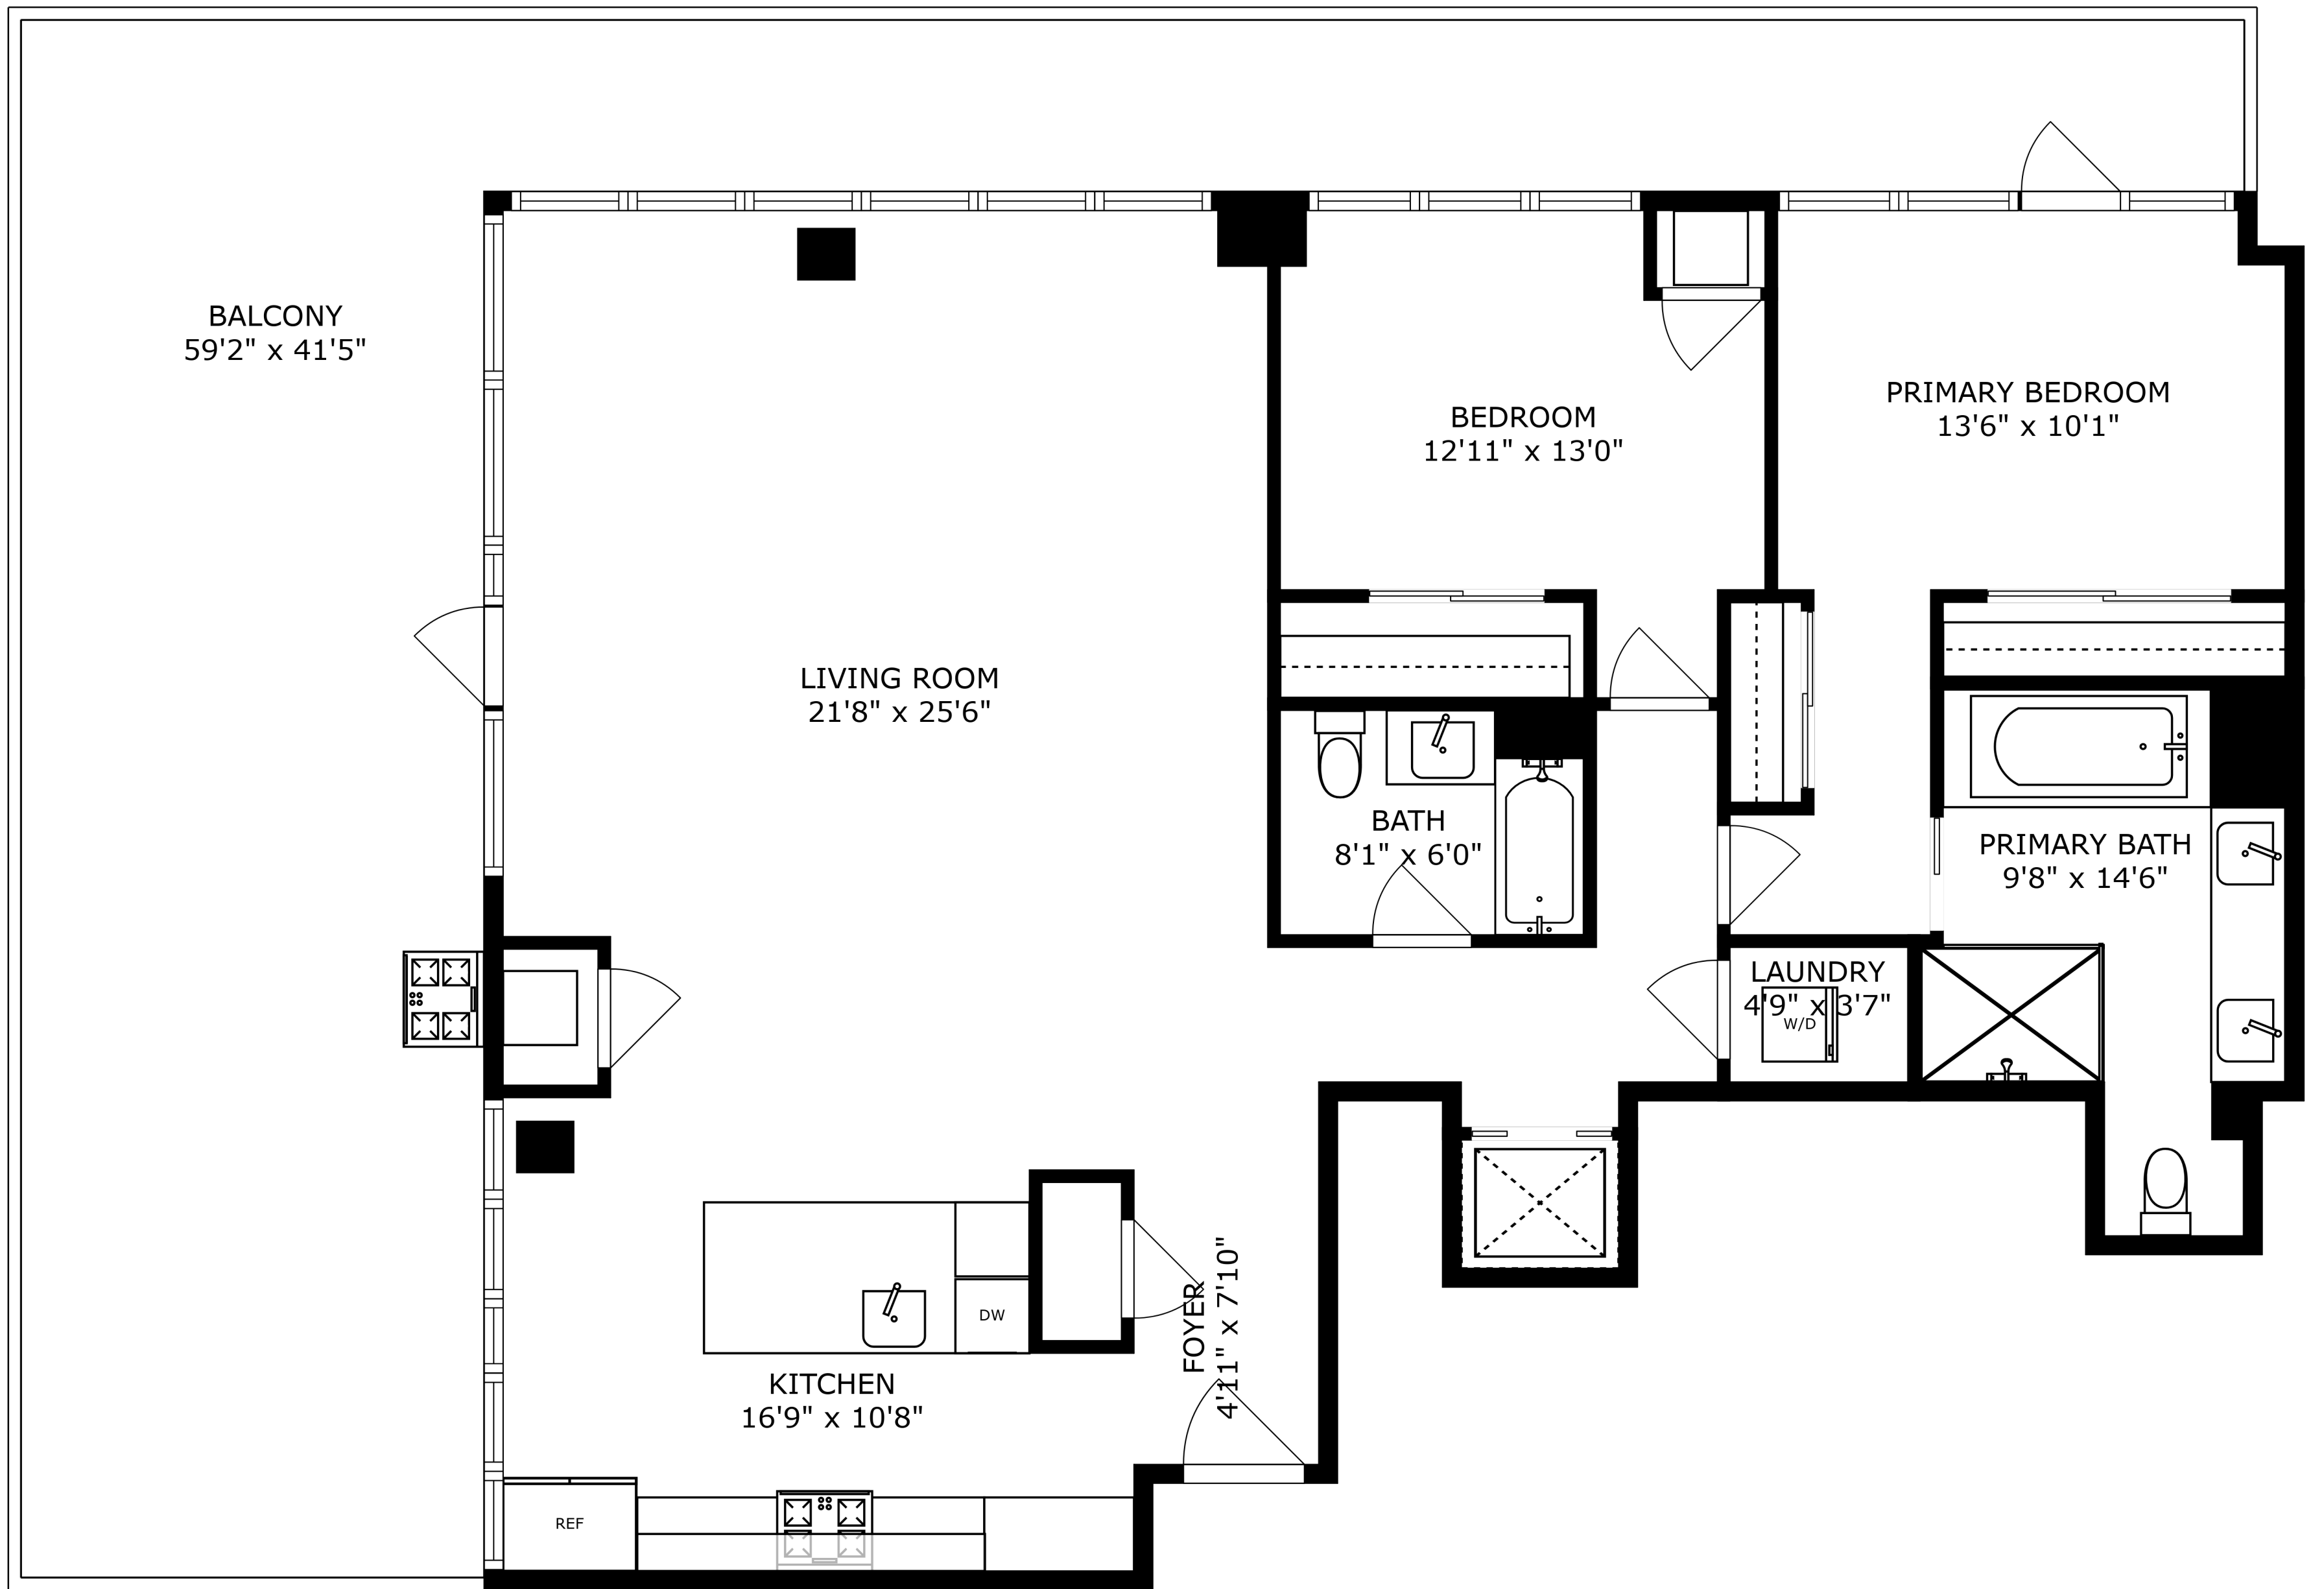 BALCONY
59'2" x 41'5"
PRIMARY BEDROOM
13'6" x 10'1"
BEDROOM
12'11" x 13'0"
LIVING ROOM
21'8" x 25'6"
BATH
8'1" x 6'0"
PRIMARY BATH
9'8" x 14'6"
LAUNDRY
4'9" x 3'7"
W/D
FOYER
4'11" x 7'10"
DW
KITCHEN
16'9" x 10'8"
REF